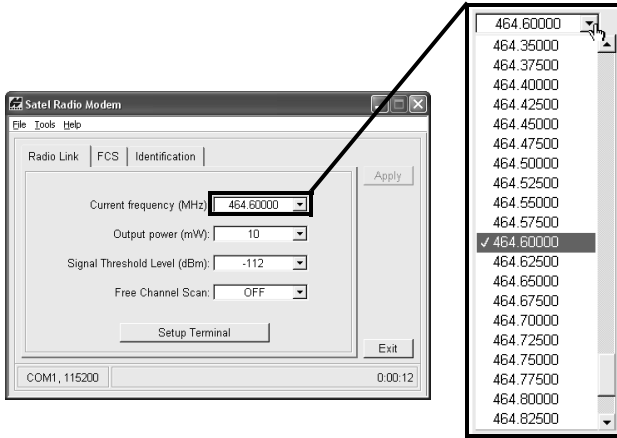 Satel Radio Modem
File Tools Help
Radio Link FCS Identification
Apply
Current frequency (MHz): 464.60000
Output power (mW): 10
Signal Threshold Level (dBm): -112
Free Channel Scan: OFF
Setup Terminal
Exit
COM1, 115200 0:00:12
464.60000
464.35000
464.37500
464.40000
464.42500
464.45000
464.47500
464.50000
464.52500
464.55000
464.57500
✓ 464.60000
464.62500
464.65000
464.67500
464.70000
464.72500
464.75000
464.77500
464.80000
464.82500